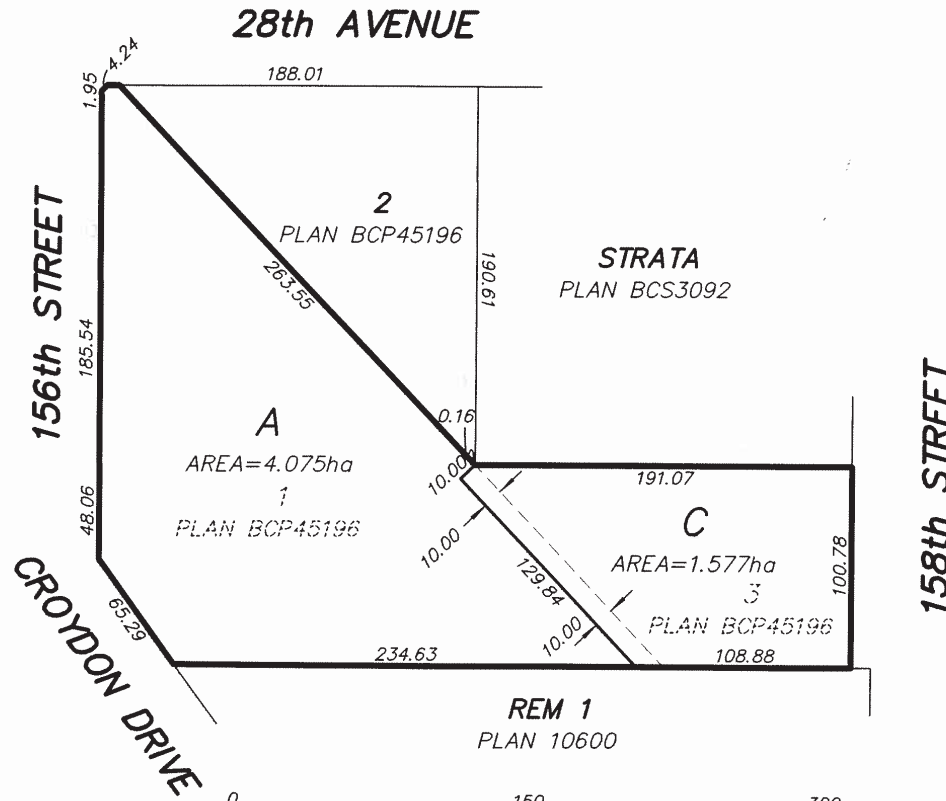 28th AVENUE
4.24
188.01
1.95
2
PLAN BCP45196
156th STREET
263.55
190.61
STRATA
PLAN BCS3092
185.54
158th STREET
A
AREA=4.075ha
1
PLAN BCP45196
0.16
10.00
191.07
48.06
10.00
C
AREA=1.577ha
3
PLAN BCP45196
100.78
129.84
10.00
CROYDON DRIVE
65.29
234.63
108.88
REM 1
PLAN 10600
0
150
300